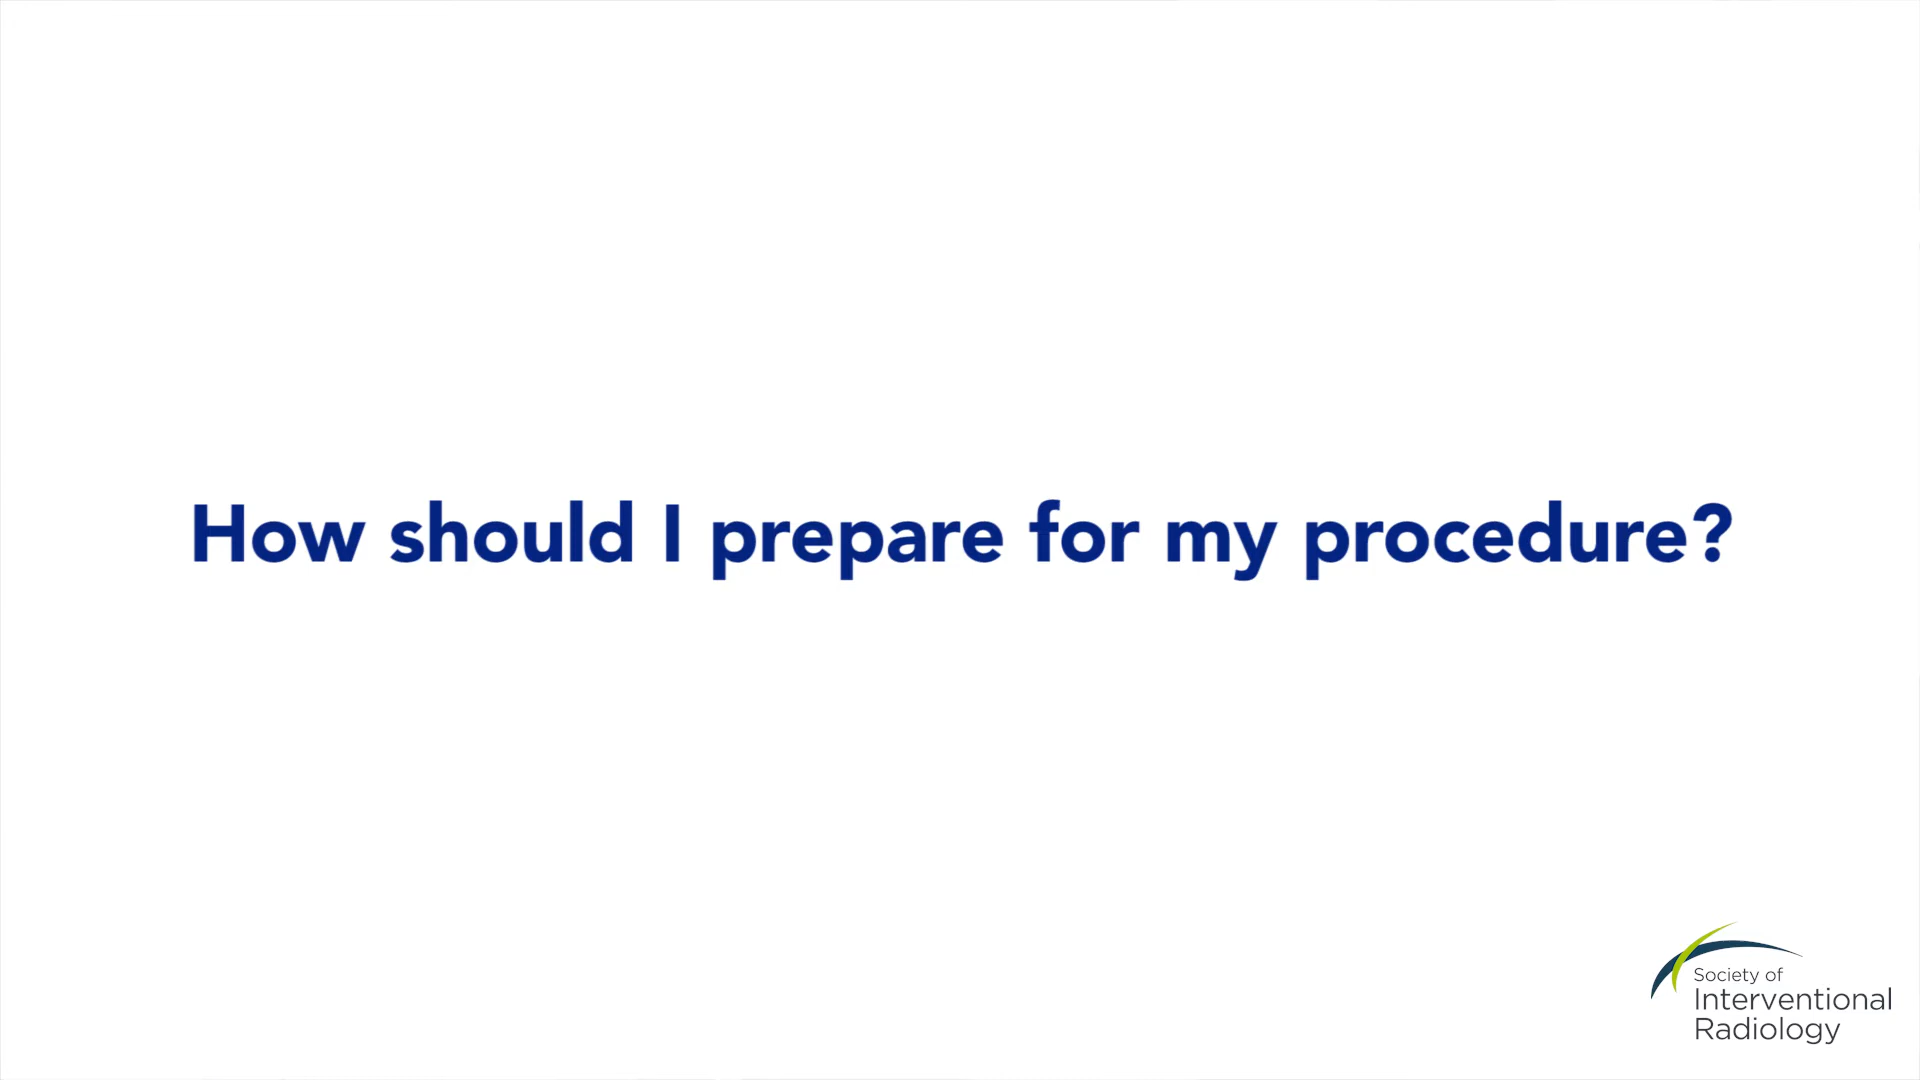 How should I prepare for my procedure?
Society of
Interventional
Radiology